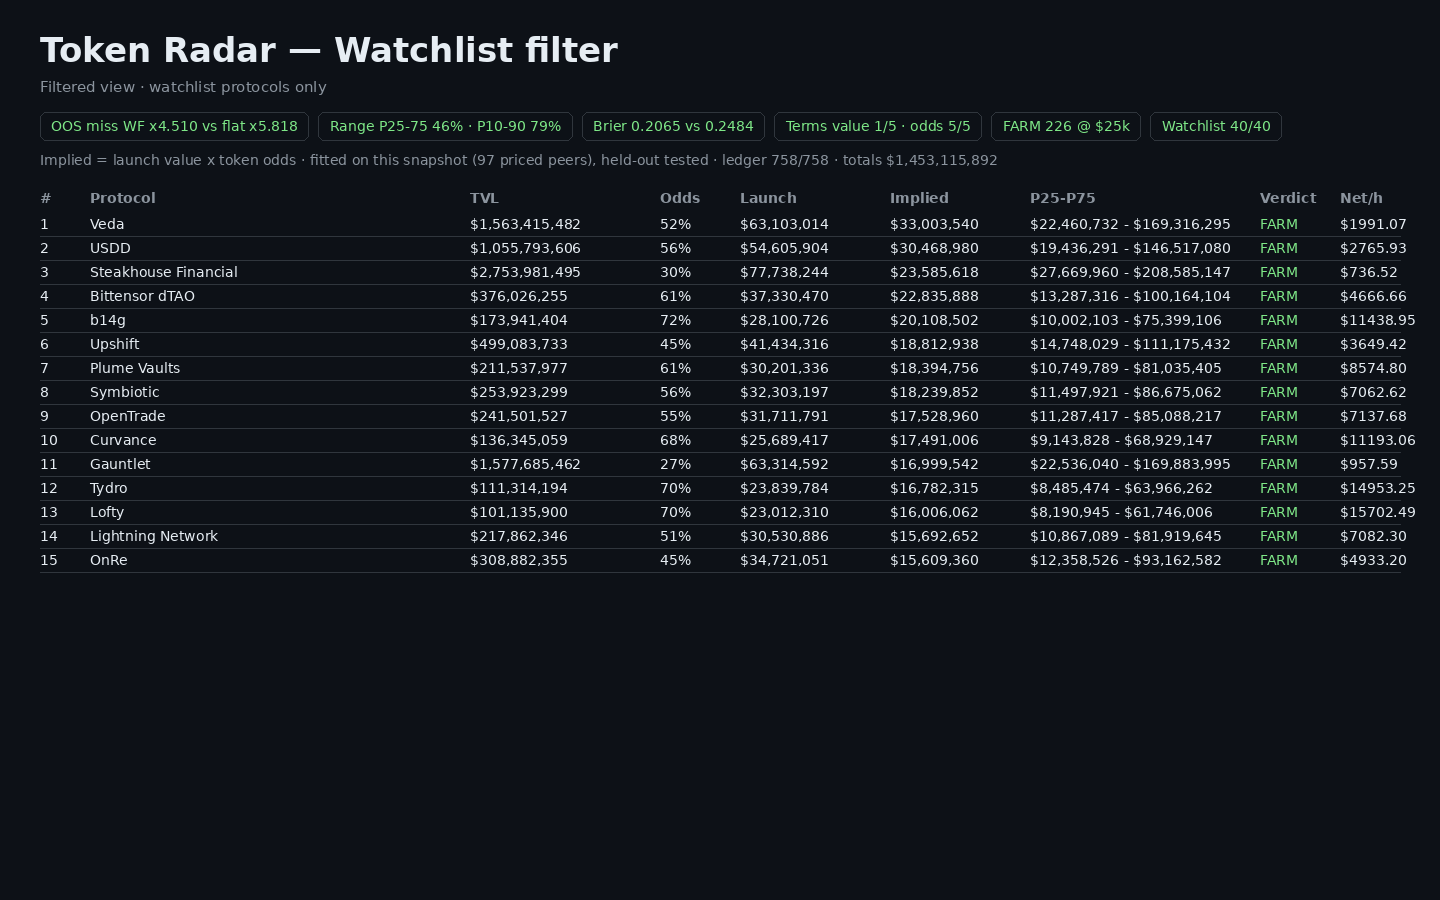 Token Radar — Watchlist filter
Filtered view · watchlist protocols only
OOS miss WF x4.510 vs flat x5.818 Range P25-75 46% · P10-90 79% Brier 0.2065 vs 0.2484 Terms value 1/5 · odds 5/5 FARM 226 @ $25k Watchlist 40/40
Implied = launch value x token odds · fitted on this snapshot (97 priced peers), held-out tested · ledger 758/758 · totals $1,453,115,892
# Protocol TVL Odds Launch Implied P25-P75 Verdict Net/h
1 Veda $1,563,415,482 52% $63,103,014 $33,003,540 $22,460,732 - $169,316,295 FARM $1991.07
2 USDD $1,055,793,606 56% $54,605,904 $30,468,980 $19,436,291 - $146,517,080 FARM $2765.93
3 Steakhouse Financial $2,753,981,495 30% $77,738,244 $23,585,618 $27,669,960 - $208,585,147 FARM $736.52
4 Bittensor dTAO $376,026,255 61% $37,330,470 $22,835,888 $13,287,316 - $100,164,104 FARM $4666.66
5 b14g $173,941,404 72% $28,100,726 $20,108,502 $10,002,103 - $75,399,106 FARM $11438.95
6 Upshift $499,083,733 45% $41,434,316 $18,812,938 $14,748,029 - $111,175,432 FARM $3649.42
7 Plume Vaults $211,537,977 61% $30,201,336 $18,394,756 $10,749,789 - $81,035,405 FARM $8574.80
8 Symbiotic $253,923,299 56% $32,303,197 $18,239,852 $11,497,921 - $86,675,062 FARM $7062.62
9 OpenTrade $241,501,527 55% $31,711,791 $17,528,960 $11,287,417 - $85,088,217 FARM $7137.68
10 Curvance $136,345,059 68% $25,689,417 $17,491,006 $9,143,828 - $68,929,147 FARM $11193.06
11 Gauntlet $1,577,685,462 27% $63,314,592 $16,999,542 $22,536,040 - $169,883,995 FARM $957.59
12 Tydro $111,314,194 70% $23,839,784 $16,782,315 $8,485,474 - $63,966,262 FARM $14953.25
13 Lofty $101,135,900 70% $23,012,310 $16,006,062 $8,190,945 - $61,746,006 FARM $15702.49
14 Lightning Network $217,862,346 51% $30,530,886 $15,692,652 $10,867,089 - $81,919,645 FARM $7082.30
15 OnRe $308,882,355 45% $34,721,051 $15,609,360 $12,358,526 - $93,162,582 FARM $4933.20